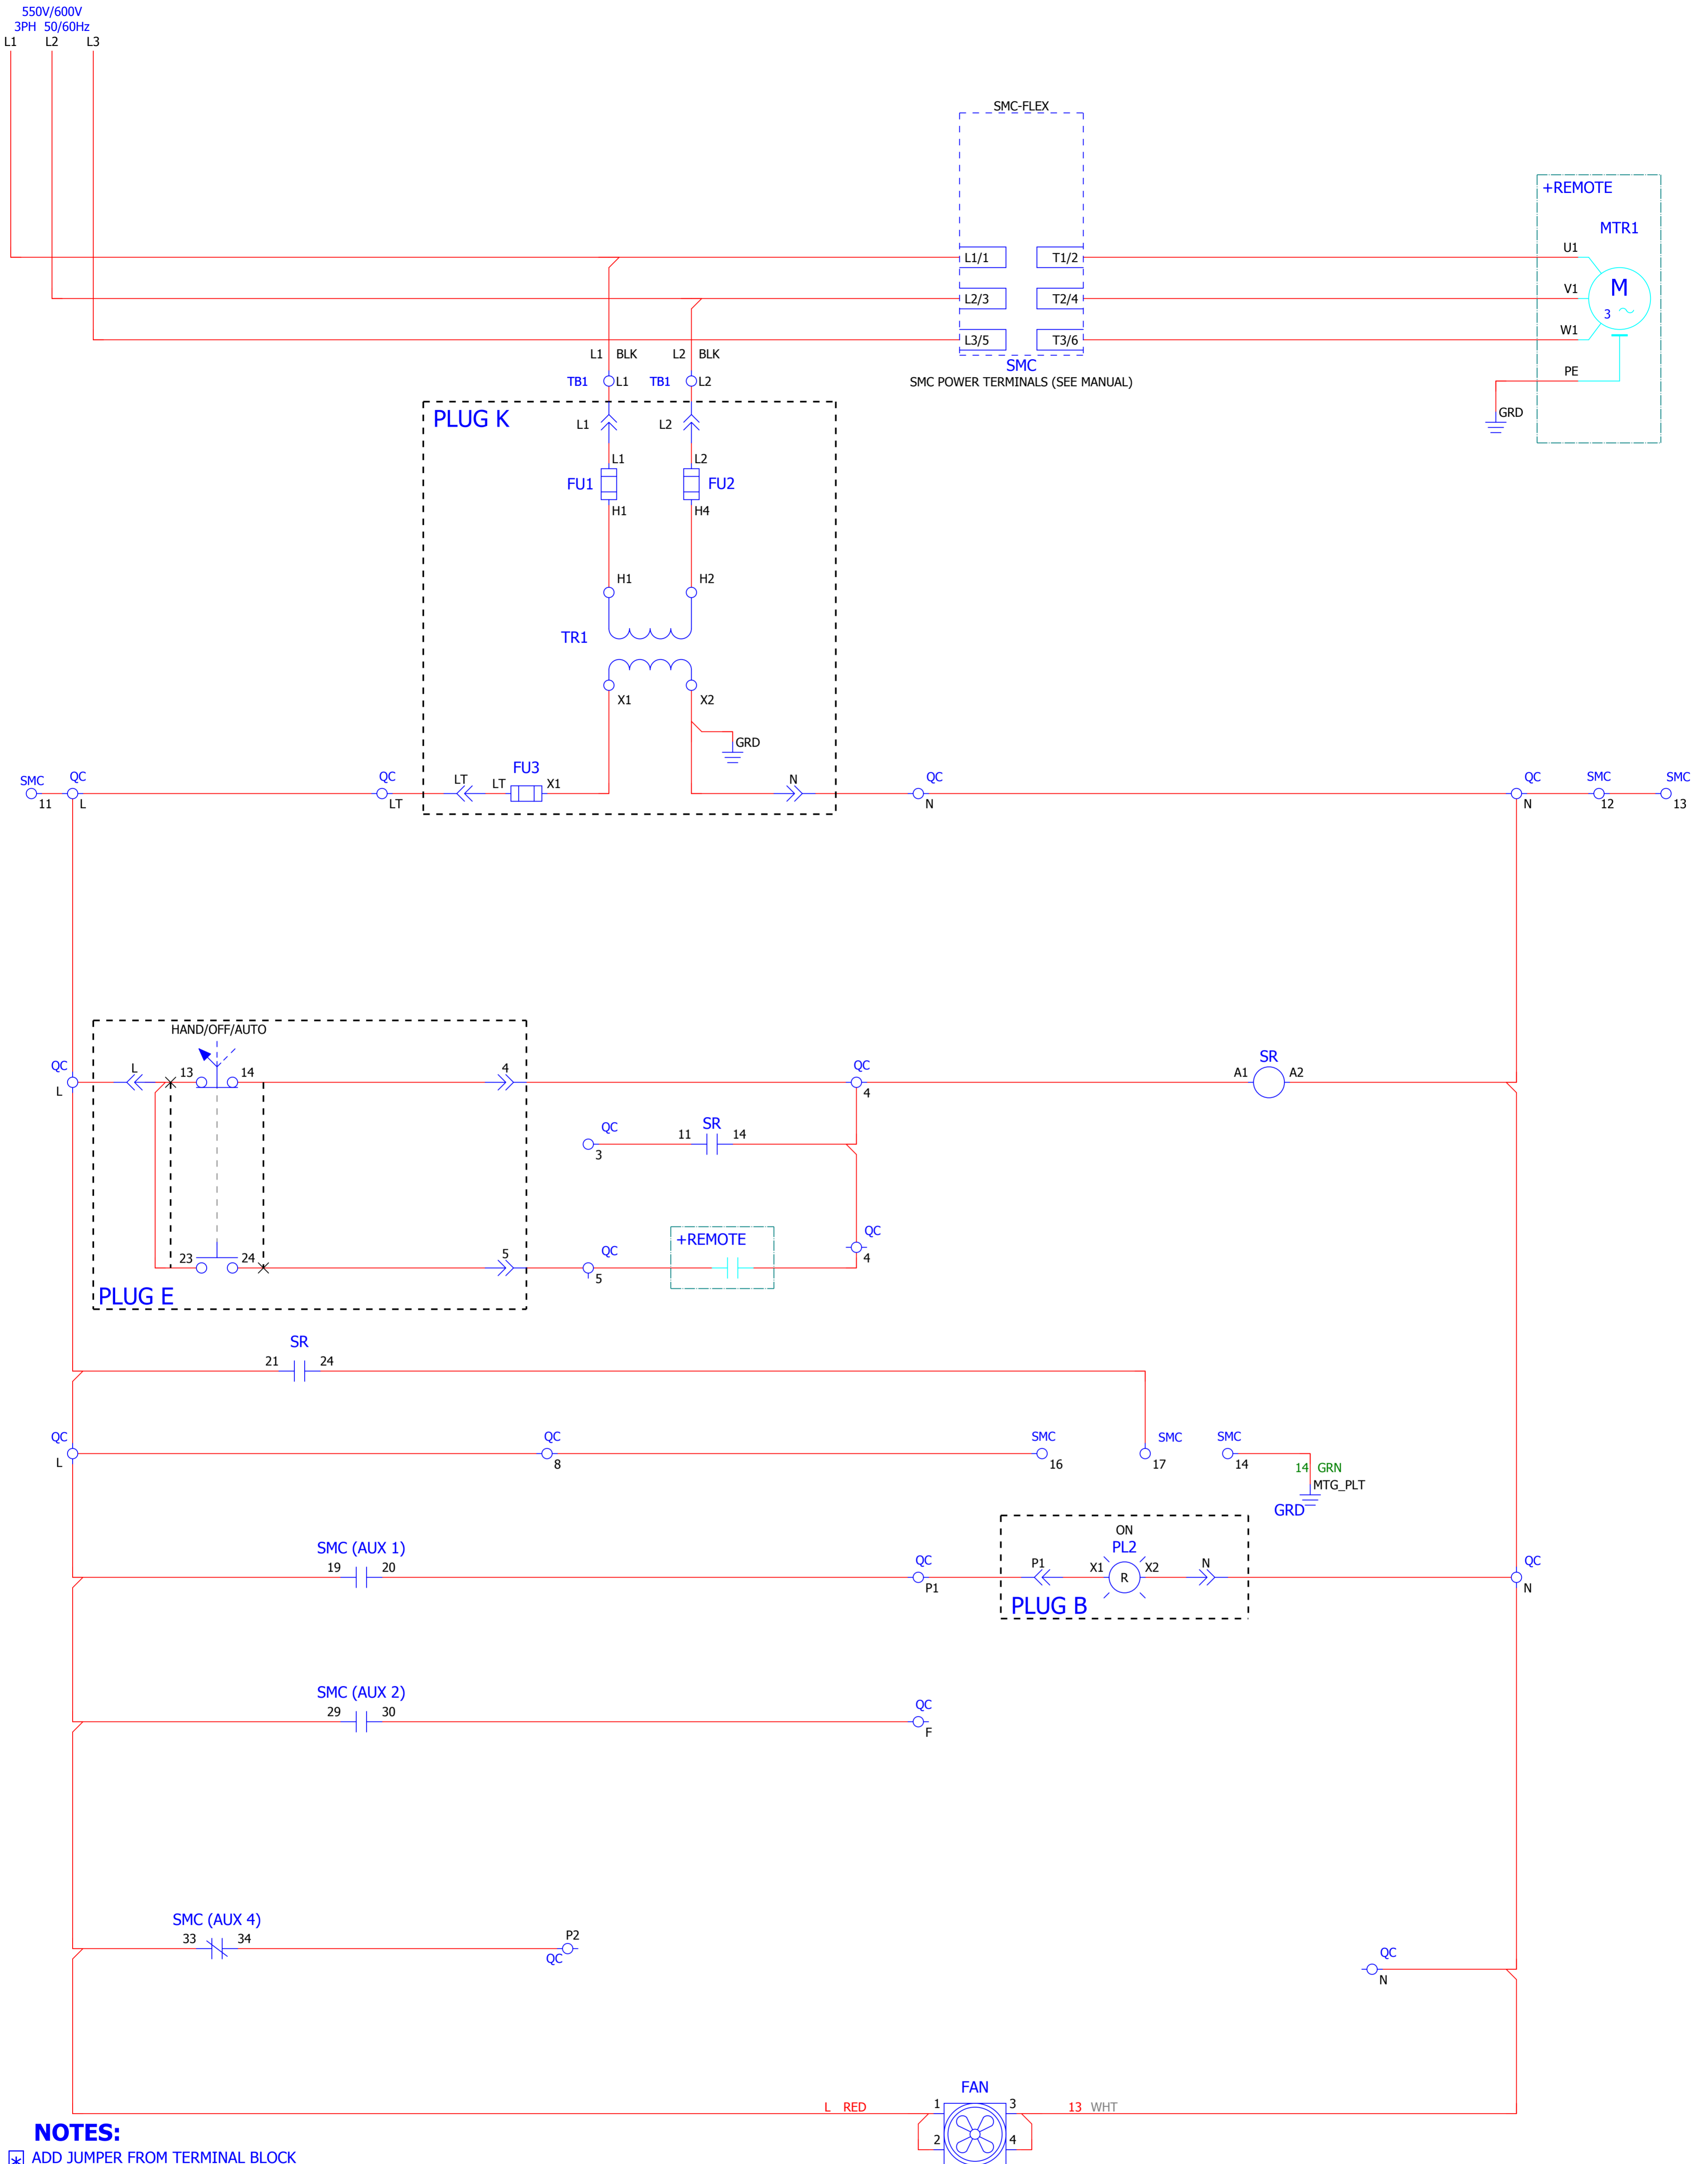 550V/600V
3PH 50/60Hz
L1 L2 L3
SMC-FLEX
+REMOTE
MTR1
U1
L1/1 T1/2
V1
M
3
L2/3 T2/4
W1
L3/5 T3/6
L1 BLK L2 BLK
SMC
SMC POWER TERMINALS (SEE MANUAL)
PE
GRD
TB1 L1 TB1 L2
PLUG K
L1 L2
L1 L2
FU1 FU2
H1 H4
H1 H2
TR1
X1 X2
GRD
SMC QC QC LT LT FU3 X1 N QC QC SMC SMC
11 L LT N N 12 13
HAND/OFF/AUTO
QC L 13 14 4 QC SR
L 4 A1 A2
QC 11 SR 14
3
QC
4
+REMOTE
23 24 5 QC
5
PLUG E
SR
21 24
QC QC SMC SMC SMC
L 8 16 17 14
14 GRN
MTG_PLT
GRD
ON
PL2
SMC (AUX 1)
19 20 QC P1 X1 R X2 N QC
P1 N
PLUG B
SMC (AUX 2)
29 30 QC
F
SMC (AUX 4)
33 34 P2
QC
QC
N
FAN
L RED 1 3 13 WHT
2 4
NOTES:
* ADD JUMPER FROM TERMINAL BLOCK